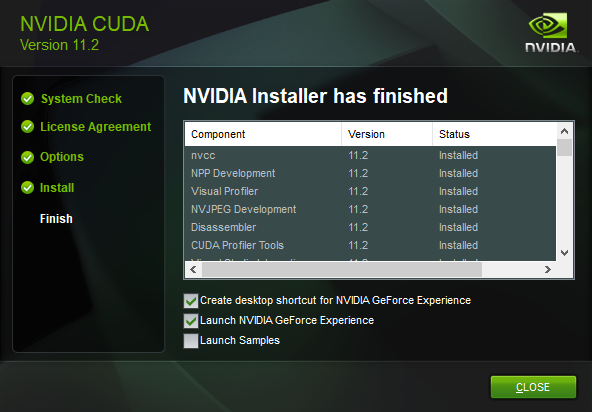 NVIDIA CUDA
Version 11.2
NVIDIA.
System Check
License Agreement
Options
Install
Finish
NVIDIA Installer has finished
Component Version Status
nvcc 11.2 Installed
NPP Development 11.2 Installed
Visual Profiler 11.2 Installed
NVJPEG Development 11.2 Installed
Disassembler 11.2 Installed
CUDA Profiler Tools 11.2 Installed
Create desktop shortcut for NVIDIA GeForce Experience
Launch NVIDIA GeForce Experience
Launch Samples
CLOSE